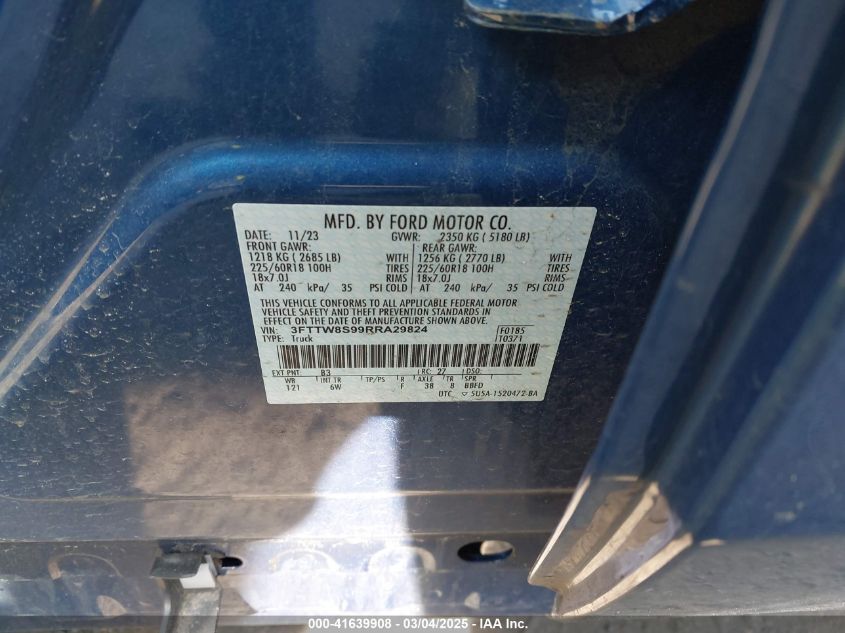 MFD. BY FORD MOTOR CO.
DATE: 11/23 GVWR: 2350 KG ( 5180 LB)
FRONT GAWR: REAR GAWR:
1218 KG ( 2685 LB) WITH 1256 KG ( 2770 LB) WITH
225/60R18 100H TIRES 225/60R18 100H TIRES
18x7.0J RIMS 18x7.0J RIMS
AT 240 kPa/ 35 PSI COLD AT 240 kPa/ 35 PSI COLD
THIS VEHICLE CONFORMS TO ALL APPLICABLE FEDERAL MOTOR
VEHICLE SAFETY AND THEFT PREVENTION STANDARDS IN
EFFECT ON THE DATE OF MANUFACTURE SHOWN ABOVE.
VIN: 3FTTW8S99RRA29824 F0185
TYPE: Truck T0371
EXT PNT: B3 RC: 27 DSO:
WB INT TR TP/PS R AXLE TR SPR
121 6W F 38 8 BBFD
UTC ▽ 5U5A-1520472-BA
000-41639908 - 03/04/2025 - IAAI Inc.